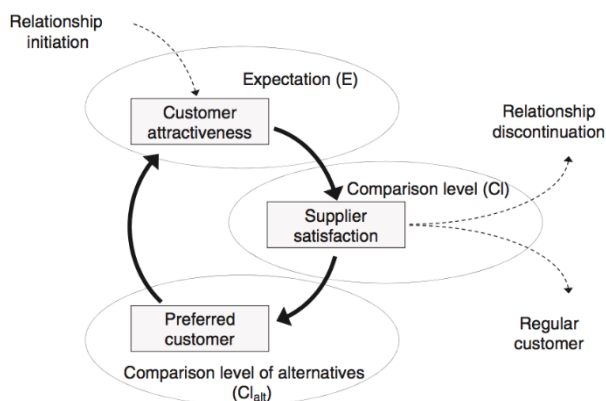 Relationship
initiation
Expectation (E)
Customer
attractiveness
Relationship
discontinuation
Comparison level (Cl)
Supplier
satisfaction
Preferred
customer
Regular
customer
Comparison level of alternatives
(Cl_alt)